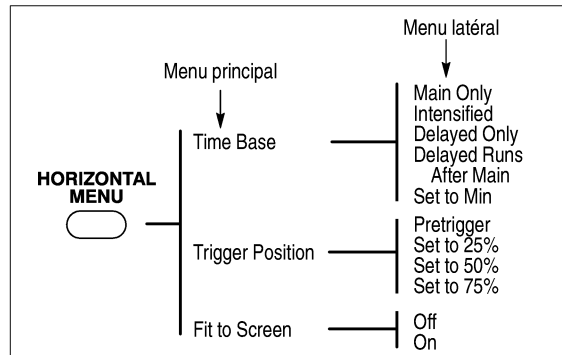 Menu latéral
Menu principal
HORIZONTAL
MENU
Time Base
Main Only
Intensified
Delayed Only
Delayed Runs
After Main
Set to Min
Trigger Position
Pretrigger
Set to 25%
Set to 50%
Set to 75%
Fit to Screen
Off
On